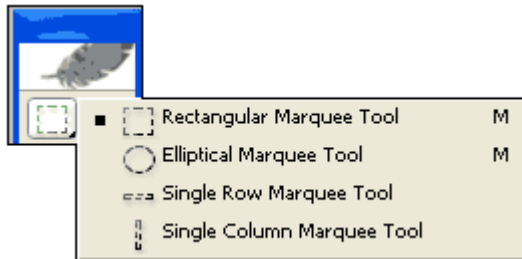 Rectangular Marquee Tool M
Elliptical Marquee Tool M
Single Row Marquee Tool
Single Column Marquee Tool